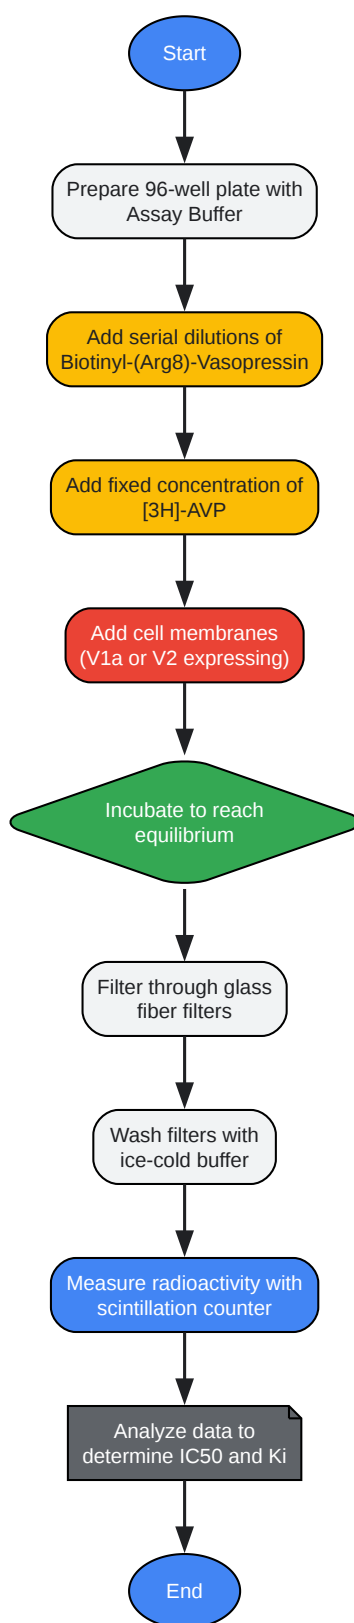 Start
Prepare 96-well plate with
Assay Buffer
Add serial dilutions of
Biotinyl-(Arg8)-Vasopressin
Add fixed concentration of
[3H]-AVP
Add cell membranes
(V1a or V2 expressing)
Incubate to reach
equilibrium
Filter through glass
fiber filters
Wash filters with
ice-cold buffer
Measure radioactivity with
scintillation counter
Analyze data to
determine IC50 and Ki
End